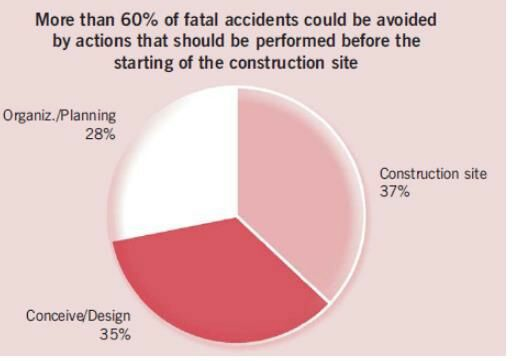 More than 60% of fatal accidents could be avoided
by actions that should be performed before the
starting of the construction site
Organiz./Planning
28%
Construction site
37%
Conceive/Design
35%